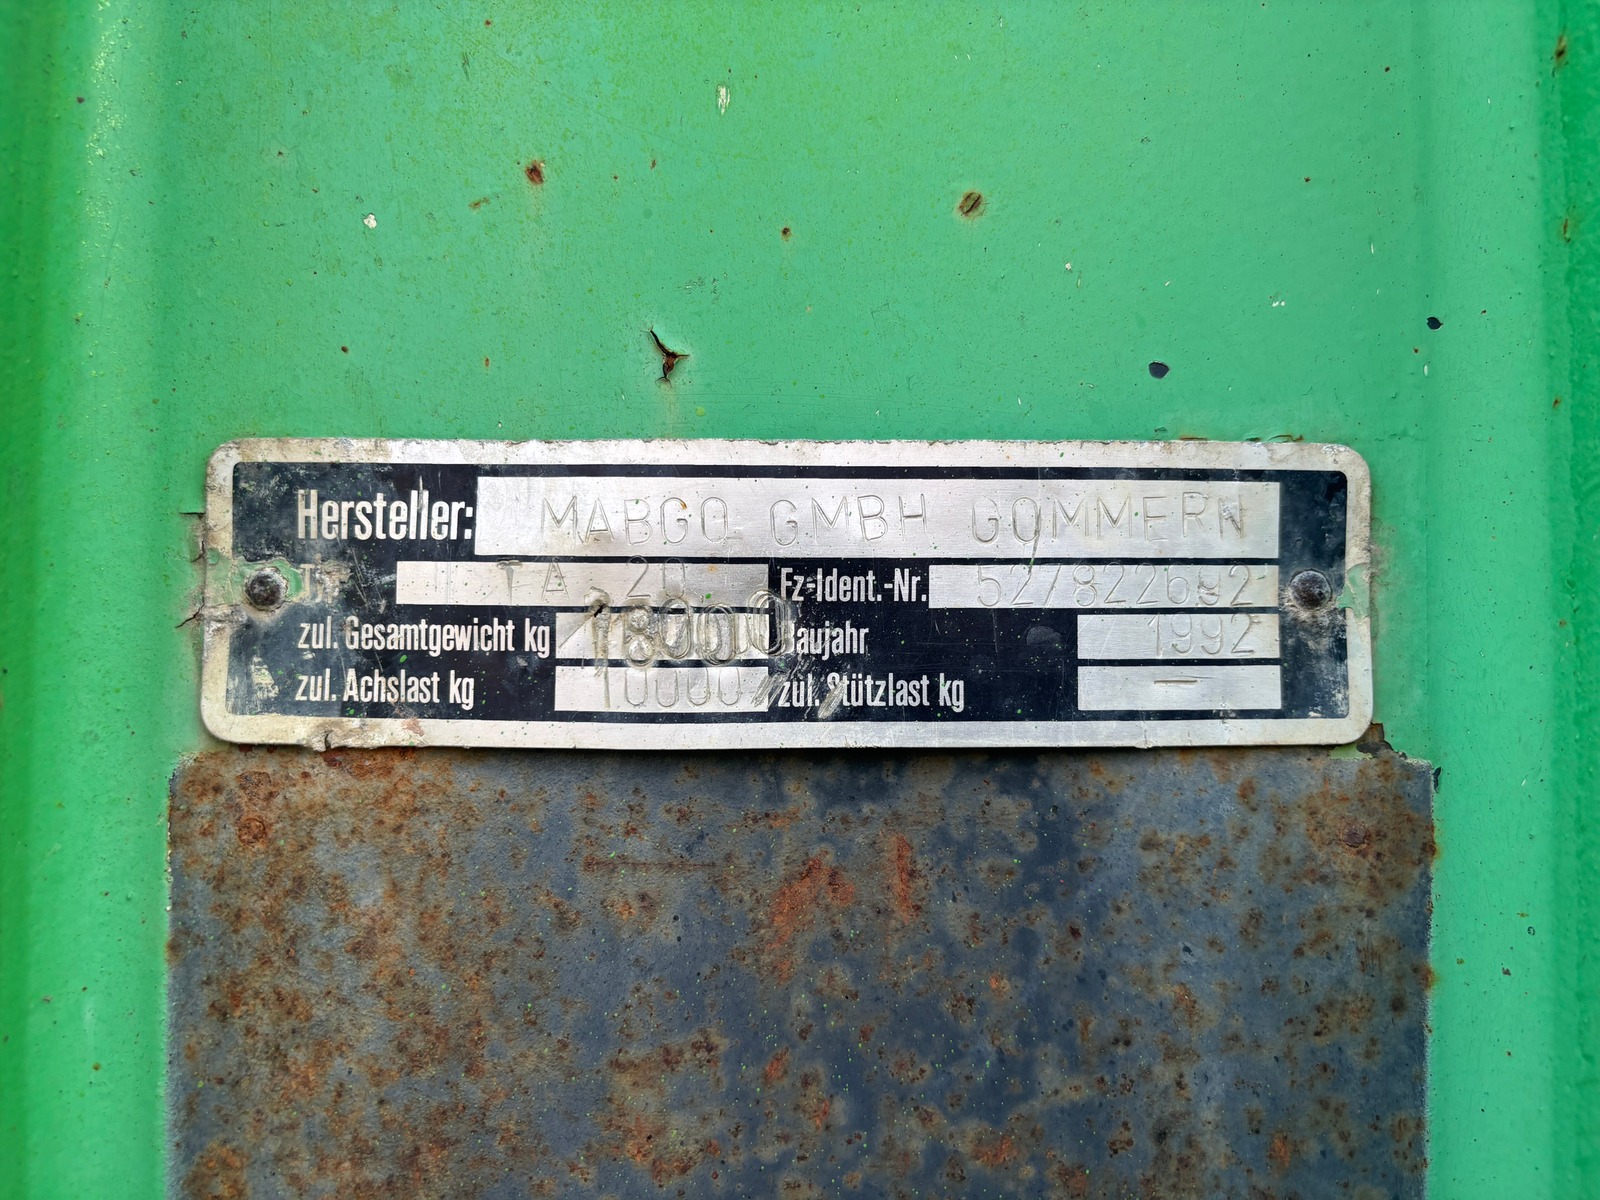 Hersteller: MABGO GMBH GOMMERN
Typ TA 20 Fz-Ident.-Nr. 527822692
zul. Gesamtgewicht kg 18000 Baujahr 1992
zul. Achslast kg 10000 zul. Stützlast kg –